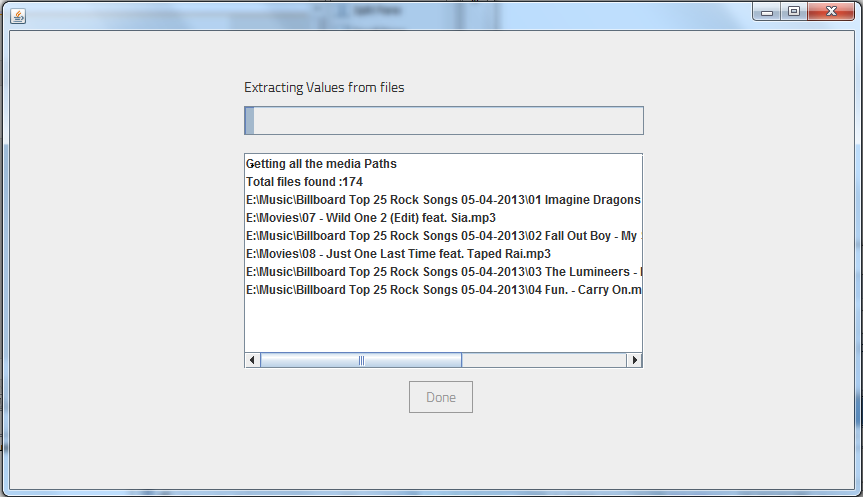 Extracting Values from files
Getting all the media Paths
Total files found :174
E:\Music\Billboard Top 25 Rock Songs 05-04-2013\01 Imagine Dragons
E:\Movies\07 - Wild One 2 (Edit) feat. Sia.mp3
E:\Music\Billboard Top 25 Rock Songs 05-04-2013\02 Fall Out Boy - My
E:\Movies\08 - Just One Last Time feat. Taped Rai.mp3
E:\Music\Billboard Top 25 Rock Songs 05-04-2013\03 The Lumineers -
E:\Music\Billboard Top 25 Rock Songs 05-04-2013\04 Fun. - Carry On.m
Done